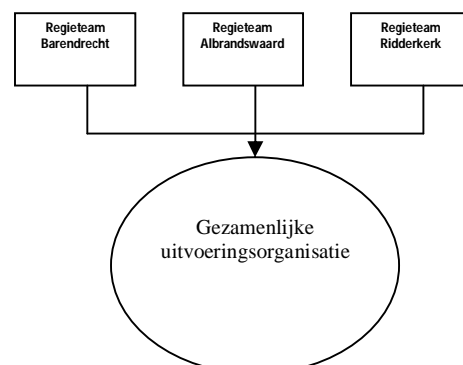 Regieteam
Barendrecht
Regieteam
Albrandswaard
Regieteam
Ridderkerk
Gezamenlijke
uitvoeringsorganisatie